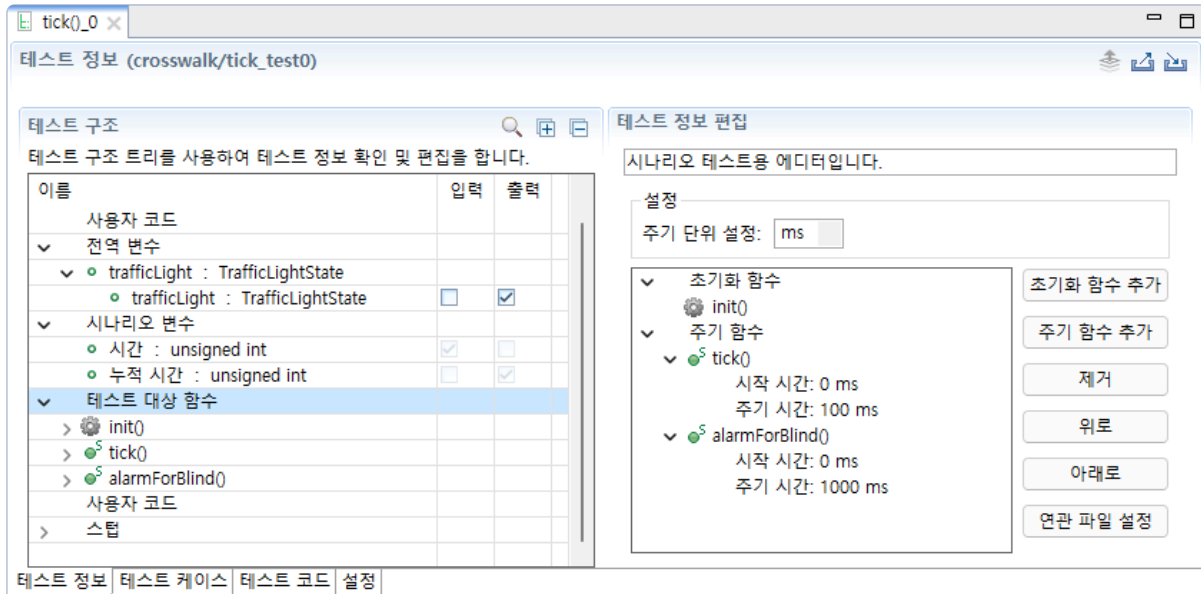 tick()_0
테스트 정보 (crosswalk/tick_test0)
테스트 구조
테스트 구조 트리를 사용하여 테스트 정보 확인 및 편집을 합니다.
이름 입력 출력
사용자 코드
전역 변수
trafficLight : TrafficLightState
trafficLight : TrafficLightState
시나리오 변수
시간 : unsigned int
누적 시간 : unsigned int
테스트 대상 함수
init()
S tick()
S alarmForBlind()
사용자 코드
스텁
테스트 정보 편집
시나리오 테스트용 에디터입니다.
설정
주기 단위 설정: ms
초기화 함수
init()
주기 함수
S tick()
시작 시간: 0 ms
주기 시간: 100 ms
S alarmForBlind()
시작 시간: 0 ms
주기 시간: 1000 ms
초기화 함수 추가
주기 함수 추가
제거
위로
아래로
연관 파일 설정
테스트 정보 테스트 케이스 테스트 코드 설정